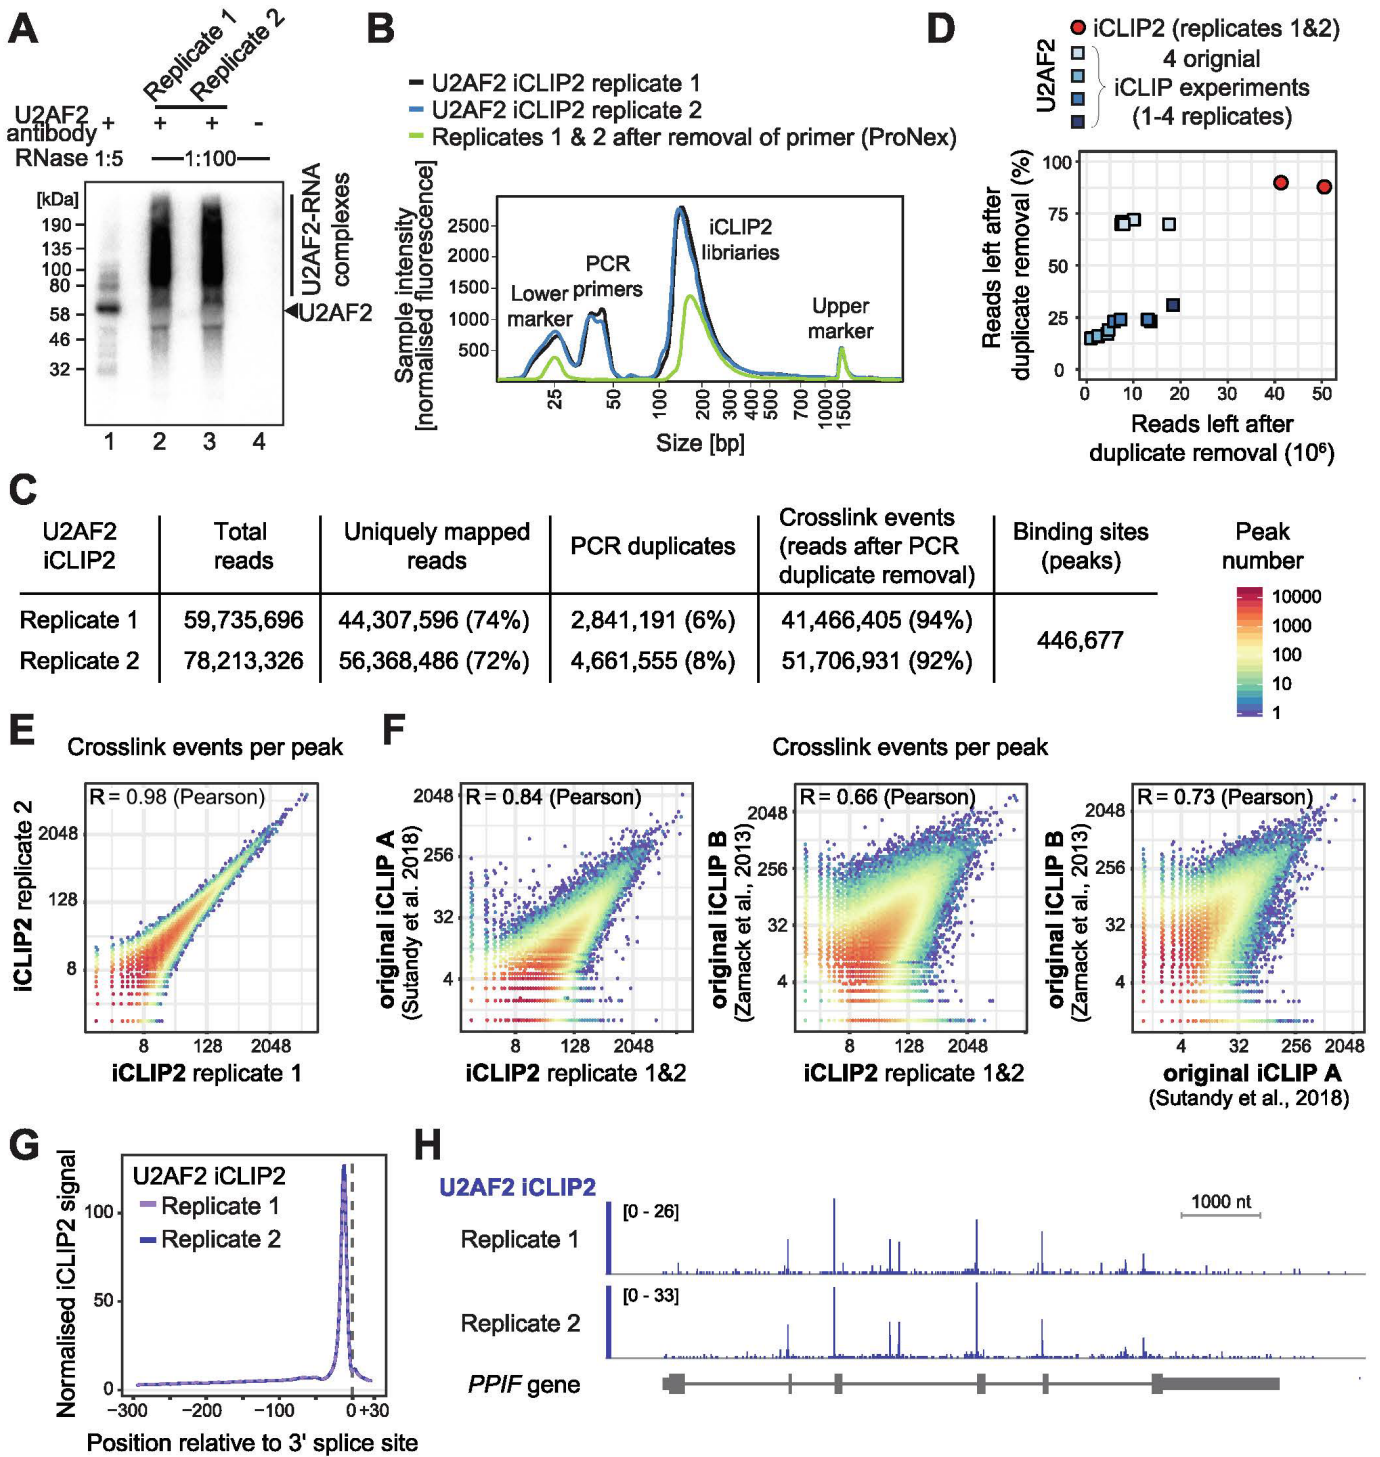 A
Replicate 1
Replicate 2
U2AF2
antibody + + + -
RNase 1:5 1:100
[kDa]
190
135
100
80
58
46
32
U2AF2-RNA
complexes
U2AF2
1 2 3 4
B
U2AF2 iCLIP2 replicate 1
U2AF2 iCLIP2 replicate 2
Replicates 1 & 2 after removal of primer (ProNex)
Sample intensity
[normalised fluorescence]
2500
2000
1500
1000
500
Lower
marker
PCR
primers
iCLIP2
libriaries
Upper
marker
25 50 100 200 300 400 500 700 1000 1500
Size [bp]
D
U2AF2
iCLIP2 (replicates 1&2)
4 orignial
iCLIP experiments
(1-4 replicates)
Reads left after
duplicate removal (%)
100
75
50
25
0
0 10 20 30 40 50
Reads left after
duplicate removal (10⁶)
C
U2AF2
iCLIP2
Total
reads
Uniquely mapped
reads
PCR duplicates
Crosslink events
(reads after PCR
duplicate removal)
Binding sites
(peaks)
Replicate 1 59,735,696 44,307,596 (74%) 2,841,191 (6%) 41,466,405 (94%)
Replicate 2 78,213,326 56,368,486 (72%) 4,661,555 (8%) 51,706,931 (92%)
446,677
Peak
number
10000
1000
100
10
1
E
Crosslink events per peak
R = 0.98 (Pearson)
iCLIP2 replicate 2
2048
128
8
8 128 2048
iCLIP2 replicate 1
F
Crosslink events per peak
R = 0.84 (Pearson)
original iCLIP A
(Sutandy et al., 2018)
2048
256
32
4
8 128 2048
iCLIP2 replicate 1&2
R = 0.66 (Pearson)
original iCLIP B
(Zarnack et al., 2013)
2048
256
32
4
8 128 2048
iCLIP2 replicate 1&2
R = 0.73 (Pearson)
original iCLIP B
(Zarnack et al., 2013)
2048
256
32
4
4 32 256 2048
original iCLIP A
(Sutandy et al., 2018)
G
Normalised iCLIP2 signal
U2AF2 iCLIP2
Replicate 1
Replicate 2
100
50
0
−300 −200 −100 0 +30
Position relative to 3' splice site
H
U2AF2 iCLIP2
1000 nt
[0 - 26]
Replicate 1
[0 - 33]
Replicate 2
PPIF gene